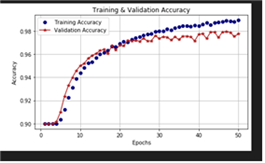 Training & Validation Accuracy
Training Accuracy
Validation Accuracy
Accuracy
0.98
0.96
0.94
0.92
0.90
0
10
20
30
40
50
Epochs